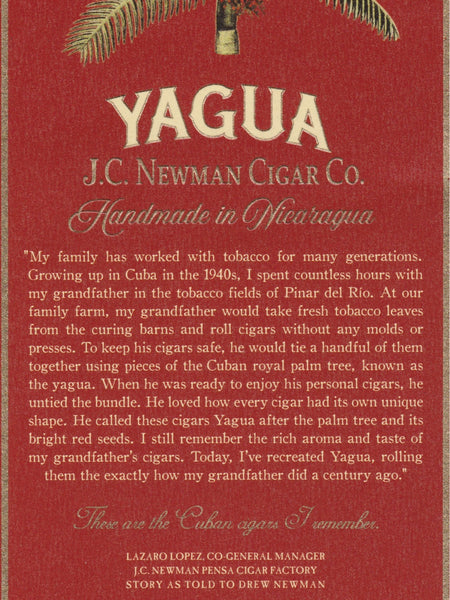 YAGUA
J.C. NEWMAN CIGAR CO.
Handmade in Nicaragua
"My family has worked with tobacco for many generations.
Growing up in Cuba in the 1940s, I spent countless hours with
my grandfather in the tobacco fields of Pinar del Río. At our
family farm, my grandfather would take fresh tobacco leaves
from the curing barns and roll cigars without any molds or
presses. To keep his cigars safe, he would tie a handful of them
together using pieces of the Cuban royal palm tree, known as
the yagua. When he was ready to enjoy his personal cigars, he
untied the bundle. He loved how every cigar had its own unique
shape. He called these cigars Yagua after the palm tree and its
bright red seeds. I still remember the rich aroma and taste of
my grandfather's cigars. Today, I've recreated Yagua, rolling
them the exactly how my grandfather did a century ago."
These are the Cuban cigars I remember.
LAZARO LOPEZ, CO-GENERAL MANAGER
J.C. NEWMAN PENSA CIGAR FACTORY
STORY AS TOLD TO DREW NEWMAN